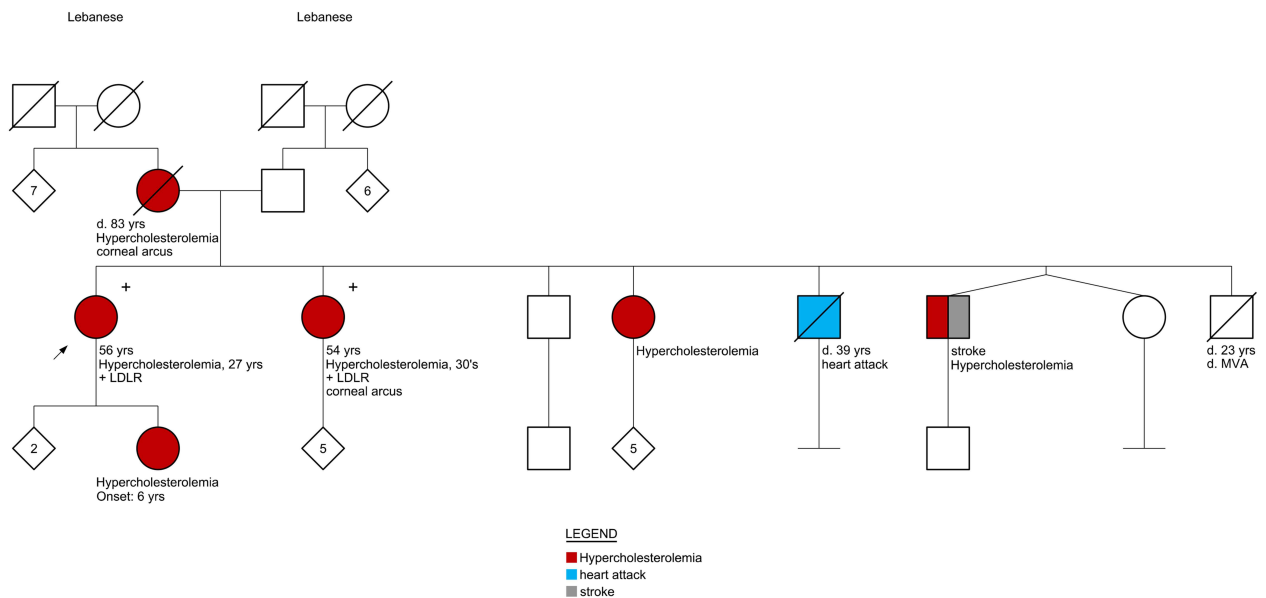 Lebanese
Lebanese
7
6
d. 83 yrs
Hypercholesterolemia
corneal arcus
+
+
56 yrs
Hypercholesterolemia, 27 yrs
+ LDLR
54 yrs
Hypercholesterolemia, 30's
+ LDLR
corneal arcus
Hypercholesterolemia
d. 39 yrs
heart attack
stroke
Hypercholesterolemia
d. 23 yrs
d. MVA
2
5
5
Hypercholesterolemia
Onset: 6 yrs
LEGEND
Hypercholesterolemia
heart attack
stroke